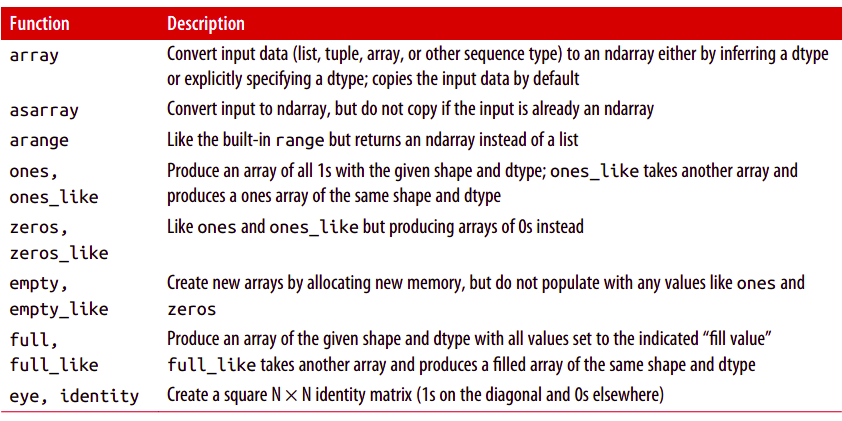 Function Description
array Convert input data (list, tuple, array, or other sequence type) to an ndarray either by inferring a dtype
or explicitly specifying a dtype; copies the input data by default
asarray Convert input to ndarray, but do not copy if the input is already an ndarray
arange Like the built-in range but returns an ndarray instead of a list
ones, Produce an array of all 1s with the given shape and dtype; ones_like takes another array and
ones_like produces a ones array of the same shape and dtype
zeros, Like ones and ones_like but producing arrays of 0s instead
zeros_like
empty, Create new arrays by allocating new memory, but do not populate with any values like ones and
empty_like zeros
full, Produce an array of the given shape and dtype with all values set to the indicated “fill value”
full_like full_like takes another array and produces a filled array of the same shape and dtype
eye, identity Create a square N × N identity matrix (1s on the diagonal and 0s elsewhere)